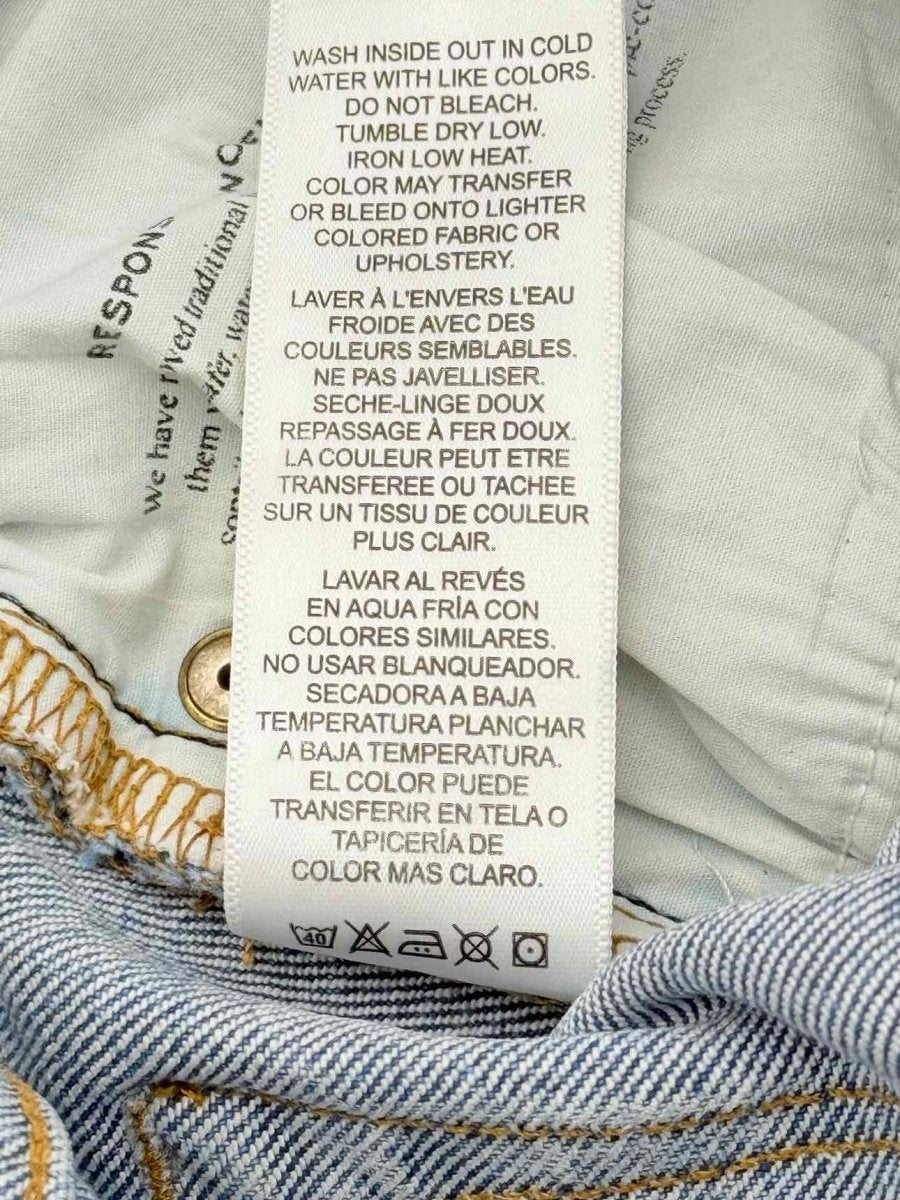 WASH INSIDE OUT IN COLD
WATER WITH LIKE COLORS.
DO NOT BLEACH.
TUMBLE DRY LOW.
IRON LOW HEAT.
COLOR MAY TRANSFER
OR BLEED ONTO LIGHTER
COLORED FABRIC OR
UPHOLSTERY.
LAVER À L'ENVERS L'EAU
FROIDE AVEC DES
COULEURS SEMBLABLES.
NE PAS JAVELLISER.
SECHE-LINGE DOUX
REPASSAGE À FER DOUX.
LA COULEUR PEUT ETRE
TRANSFEREE OU TACHEE
SUR UN TISSU DE COULEUR
PLUS CLAIR.
LAVAR AL REVÉS
EN AQUA FRÍA CON
COLORES SIMILARES.
NO USAR BLANQUEADOR.
SECADORA A BAJA
TEMPERATURA PLANCHAR
A BAJA TEMPERATURA.
EL COLOR PUEDE
TRANSFERIR EN TELA O
TAPICERÍA DE
COLOR MAS CLARO.
40
RESPON
We have traditional
them
process.